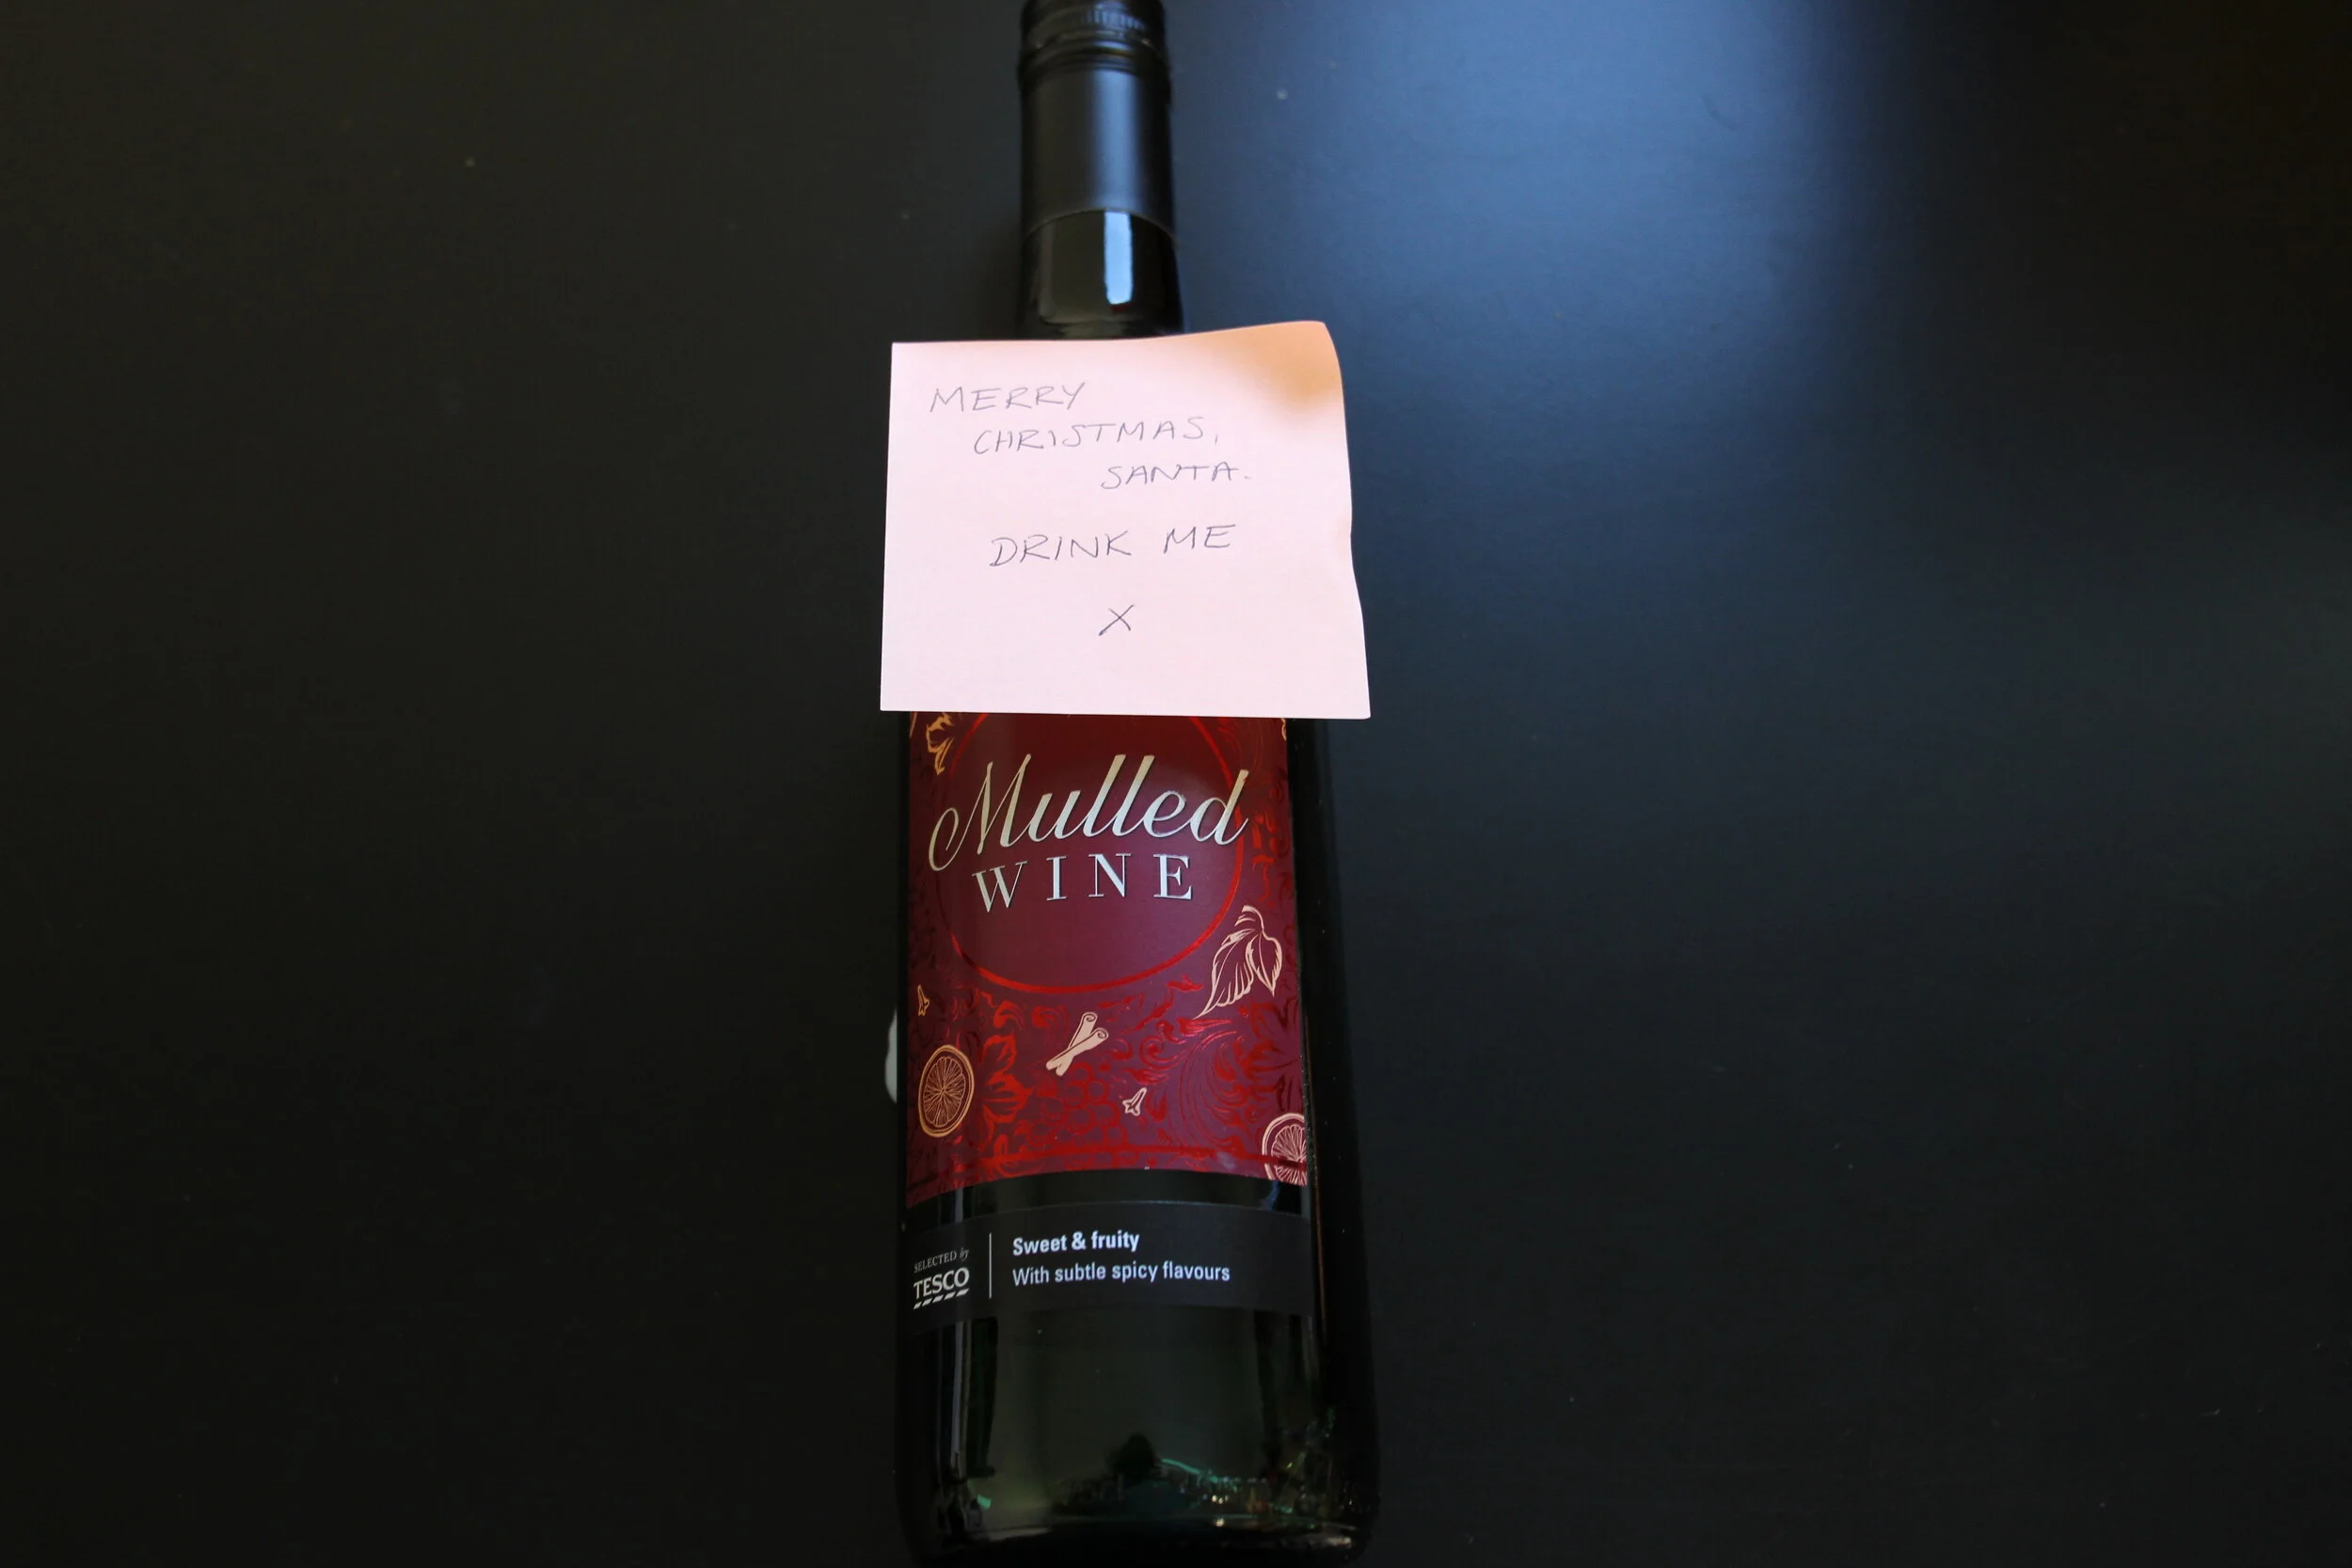 MERRY
CHRISTMAS,
SANTA.
DRINK ME
X
Mulled
WINE
SELECTED by
TESCO
Sweet & fruity
With subtle spicy flavours